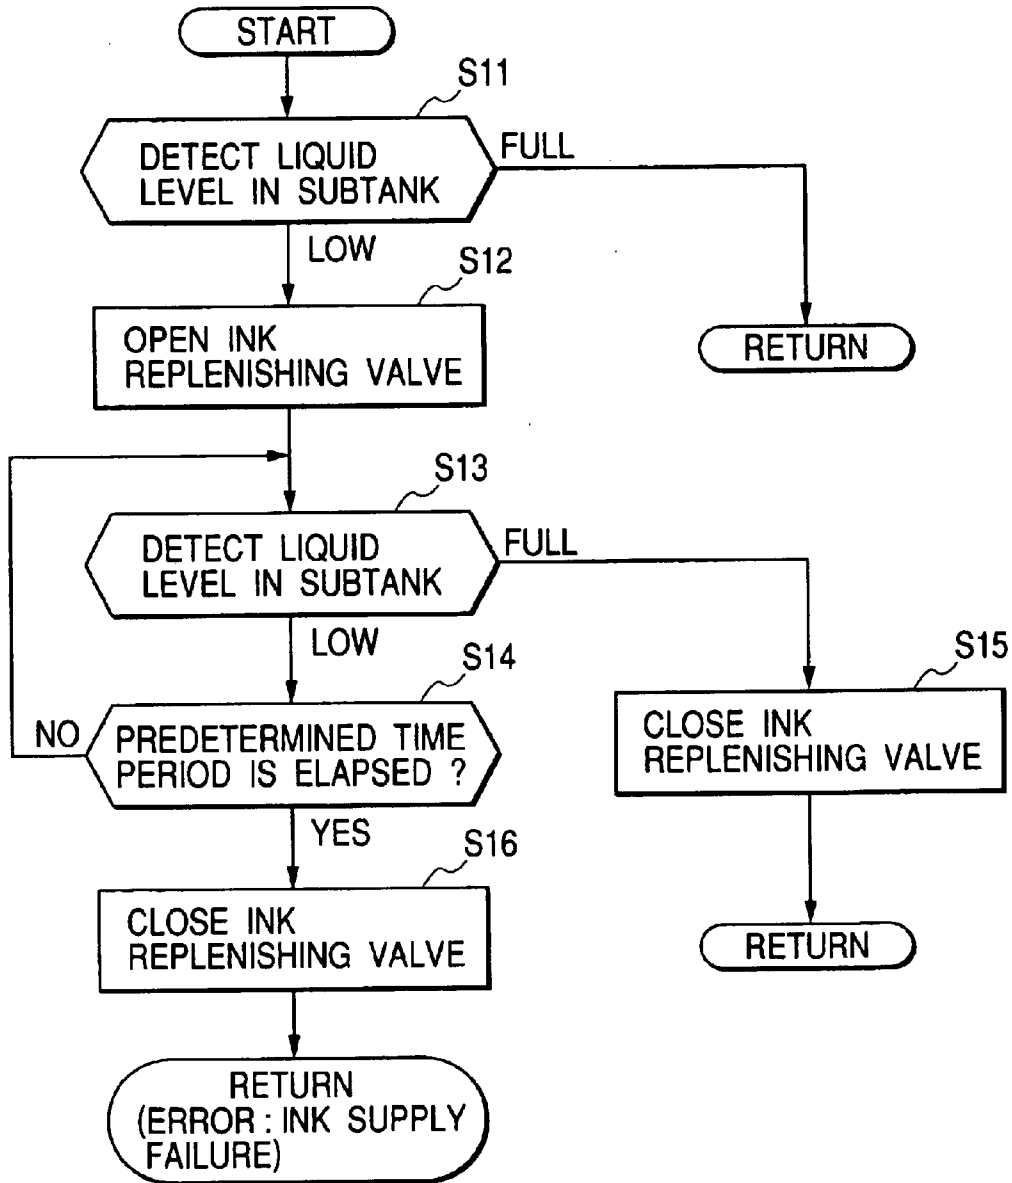 START
S11
DETECT LIQUID
LEVEL IN SUBTANK
FULL
LOW
S12
OPEN INK
REPLENISHING VALVE
RETURN
S13
DETECT LIQUID
LEVEL IN SUBTANK
FULL
LOW
S14
S15
NO
PREDETERMINED TIME
PERIOD IS ELAPSED ?
CLOSE INK
REPLENISHING VALVE
YES
S16
CLOSE INK
REPLENISHING VALVE
RETURN
RETURN
(ERROR : INK SUPPLY
FAILURE)